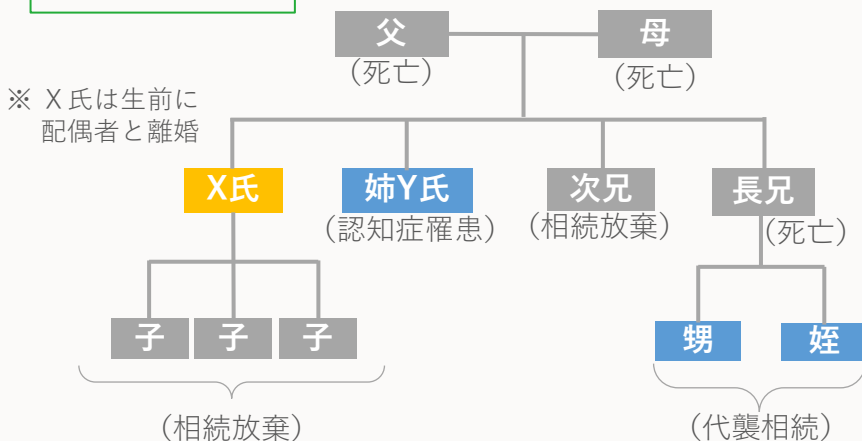 父
母
(死亡)
(死亡)
※ X氏は生前に
配偶者と離婚
X氏
姉Y氏
次兄
長兄
(認知症罹患)
(相続放棄)
(死亡)
子
子
子
甥
姪
(相続放棄)
(代襲相続)